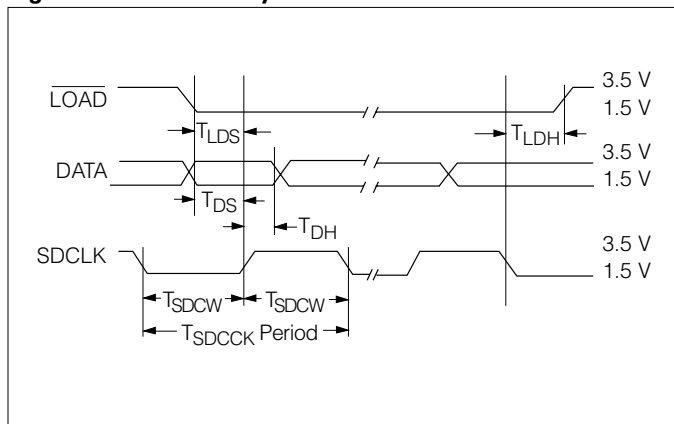 LOAD
3.5 V
1.5 V
TLDS
TLDH
DATA
3.5 V
1.5 V
TDS
TDH
SDCLK
3.5 V
1.5 V
TSDCW
TSDCW
TSDCCK Period